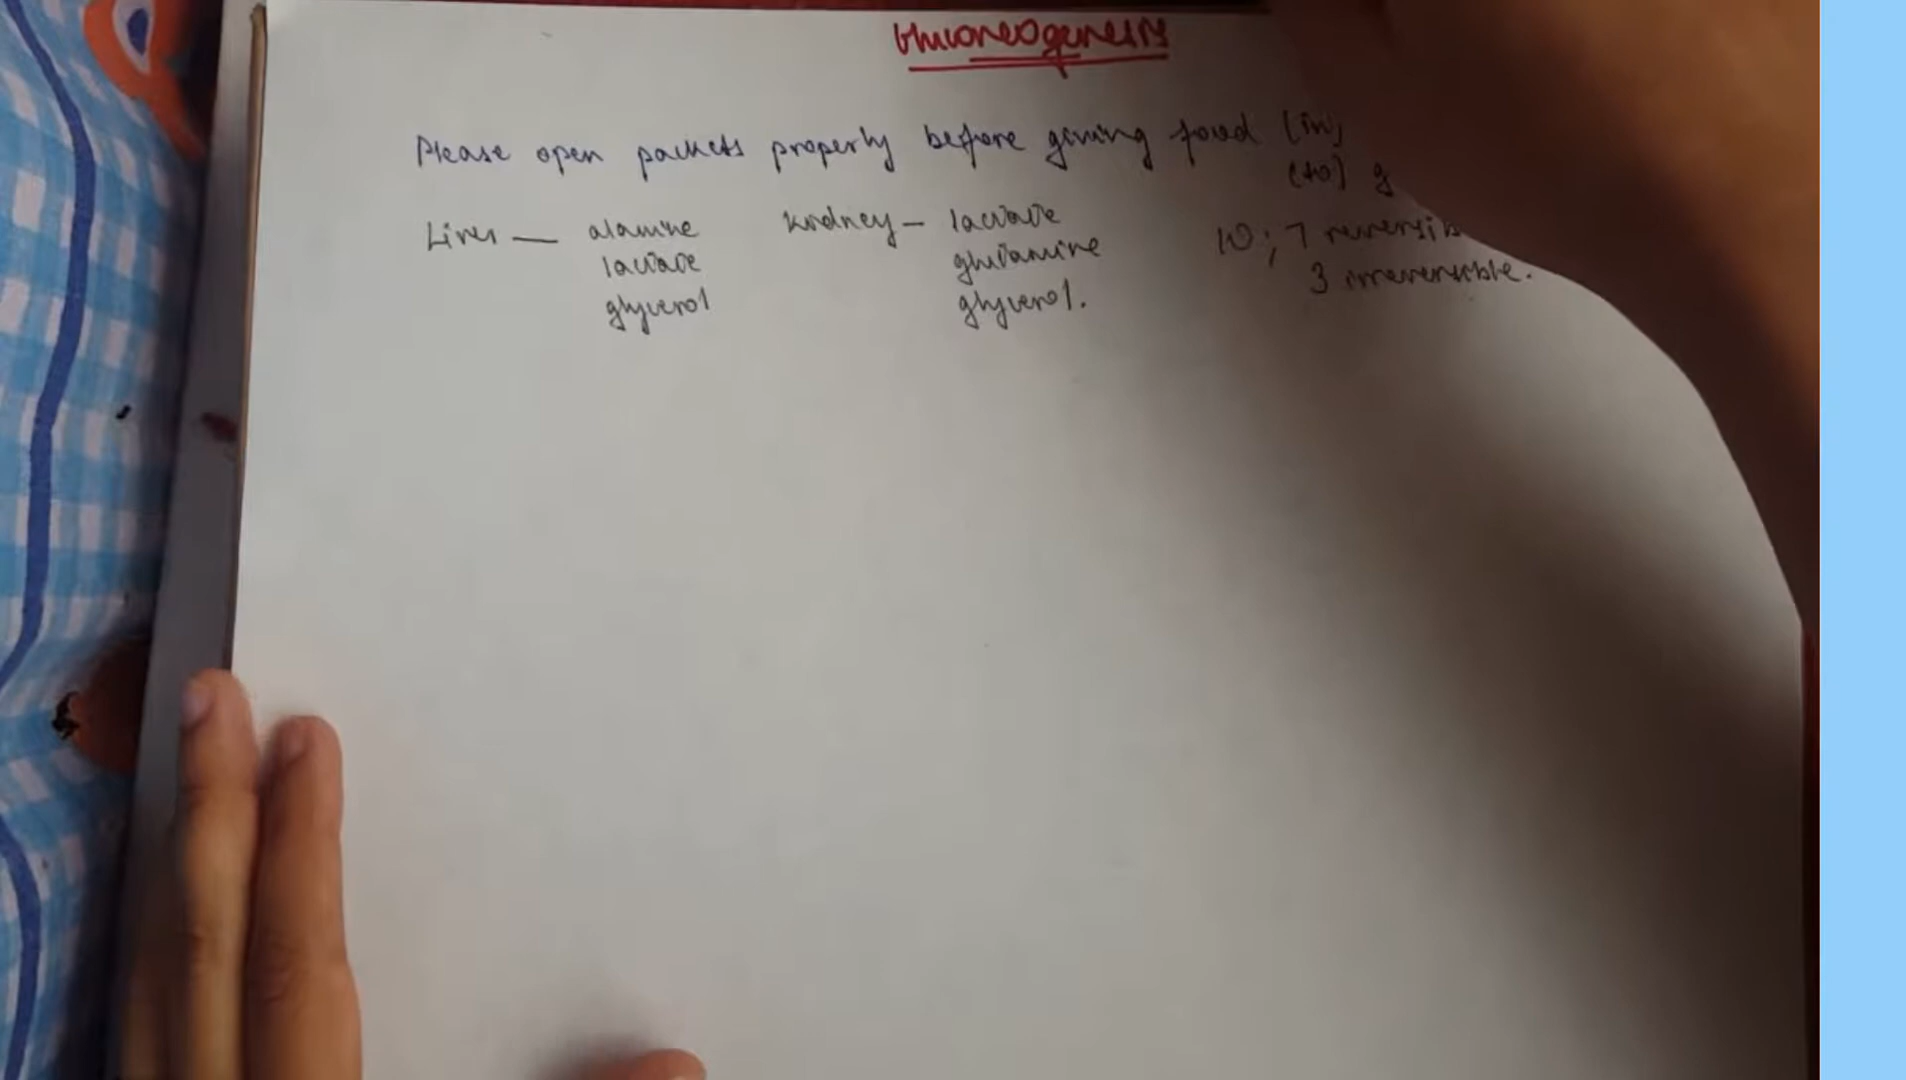 Gluconeogenesis
Please open packets properly before giving food (in)
(to) g
Liver — alanine
lactate
glycerol
Kidney — lactate
glutamine
glycerol.
10; 7 reversib
3 irreversible.